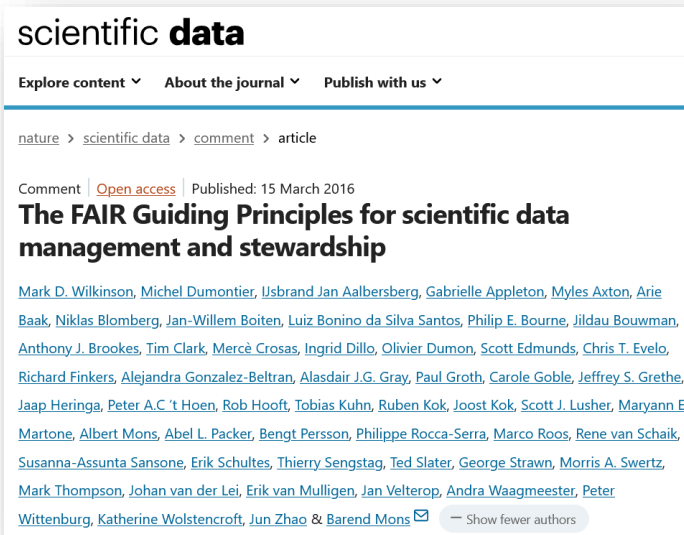 scientific data
Explore content About the journal Publish with us
nature > scientific data > comment > article
Comment Open access Published: 15 March 2016
The FAIR Guiding Principles for scientific data
management and stewardship
Mark D. Wilkinson, Michel Dumontier, IJsbrand Jan Aalbersberg, Gabrielle Appleton, Myles Axton, Arie
Baak, Niklas Blomberg, Jan-Willem Boiten, Luiz Bonino da Silva Santos, Philip E. Bourne, Jildau Bouwman,
Anthony J. Brookes, Tim Clark, Mercè Crosas, Ingrid Dillo, Olivier Dumon, Scott Edmunds, Chris T. Evelo,
Richard Finkers, Alejandra Gonzalez-Beltran, Alasdair J.G. Gray, Paul Groth, Carole Goble, Jeffrey S. Grethe,
Jaap Heringa, Peter A.C ’t Hoen, Rob Hooft, Tobias Kuhn, Ruben Kok, Joost Kok, Scott J. Lusher, Maryann E
Martone, Albert Mons, Abel L. Packer, Bengt Persson, Philippe Rocca-Serra, Marco Roos, Rene van Schaik,
Susanna-Assunta Sansone, Erik Schultes, Thierry Sengstag, Ted Slater, George Strawn, Morris A. Swertz,
Mark Thompson, Johan van der Lei, Erik van Mulligen, Jan Velterop, Andra Waagmeester, Peter
Wittenburg, Katherine Wolstencroft, Jun Zhao & Barend Mons — Show fewer authors